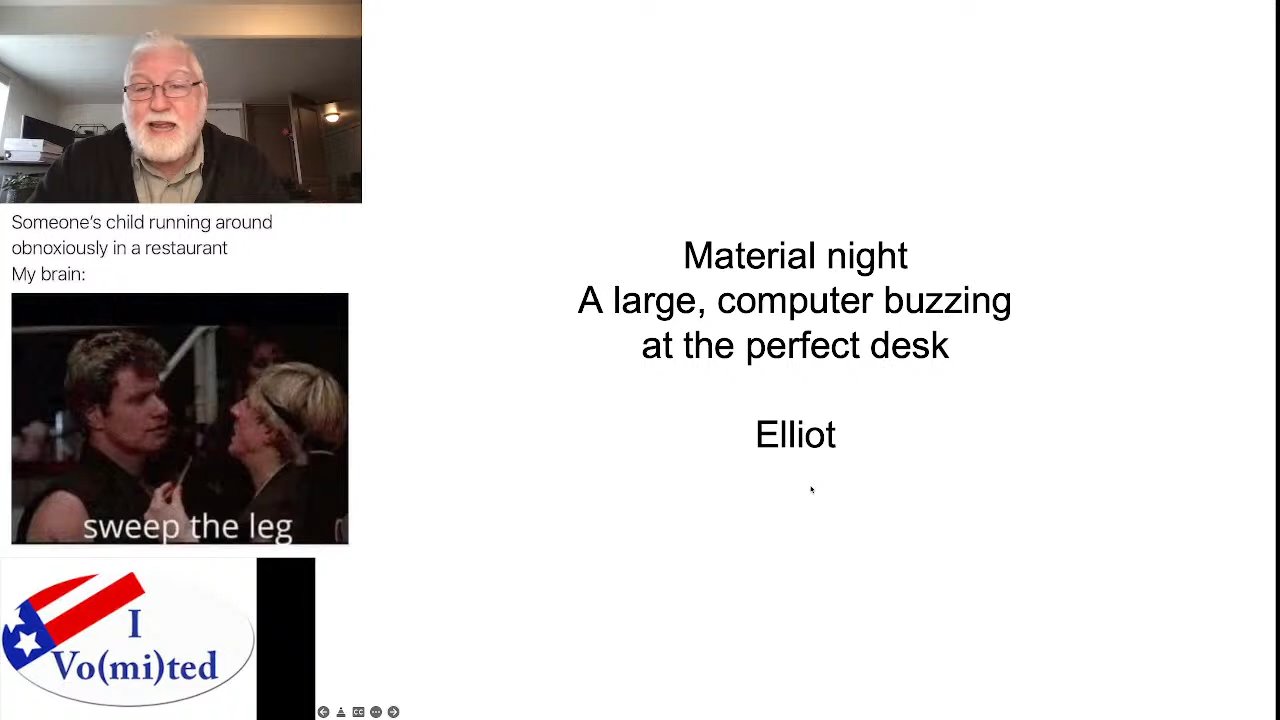 Someone's child running around
obnoxiously in a restaurant
My brain:
sweep the leg
I
Vo(mi)ted
Material night
A large, computer buzzing
at the perfect desk
Elliot
CC